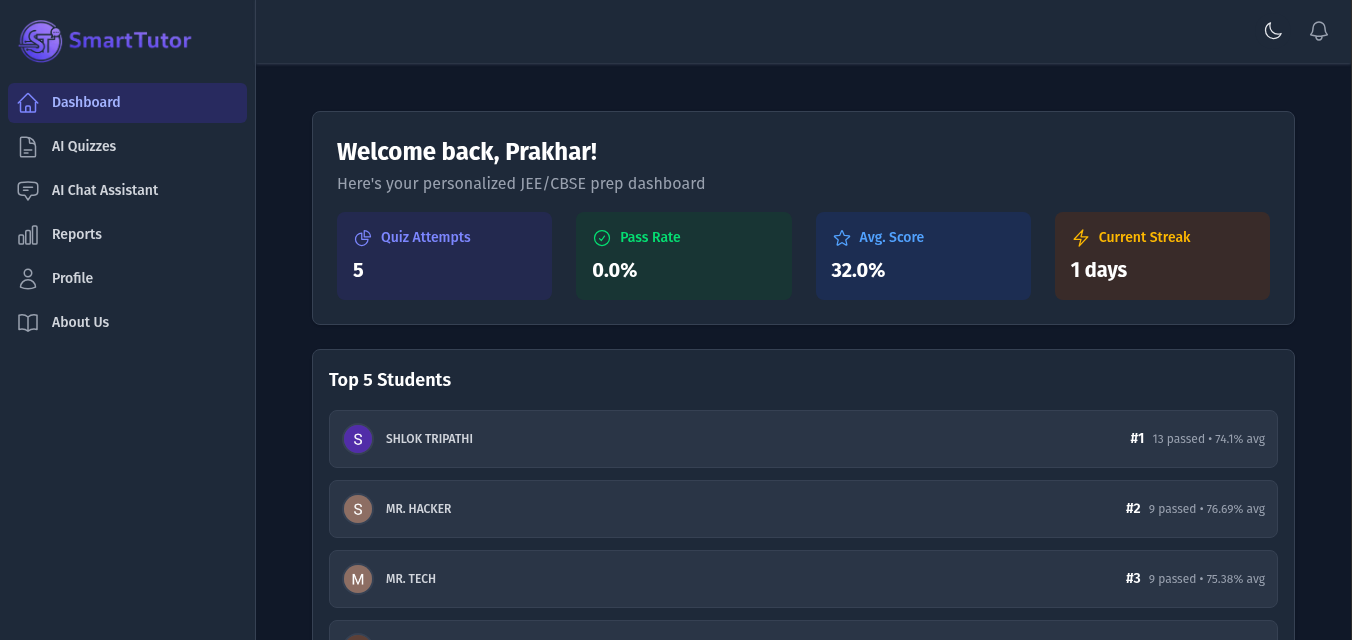 SmartTutor
Dashboard
AI Quizzes
AI Chat Assistant
Reports
Profile
About Us
Welcome back, Prakhar!
Here's your personalized JEE/CBSE prep dashboard
Quiz Attempts
5
Pass Rate
0.0%
Avg. Score
32.0%
Current Streak
1 days
Top 5 Students
S SHLOK TRIPATHI #1 13 passed • 74.1% avg
S MR. HACKER #2 9 passed • 76.69% avg
M MR. TECH #3 9 passed • 75.38% avg